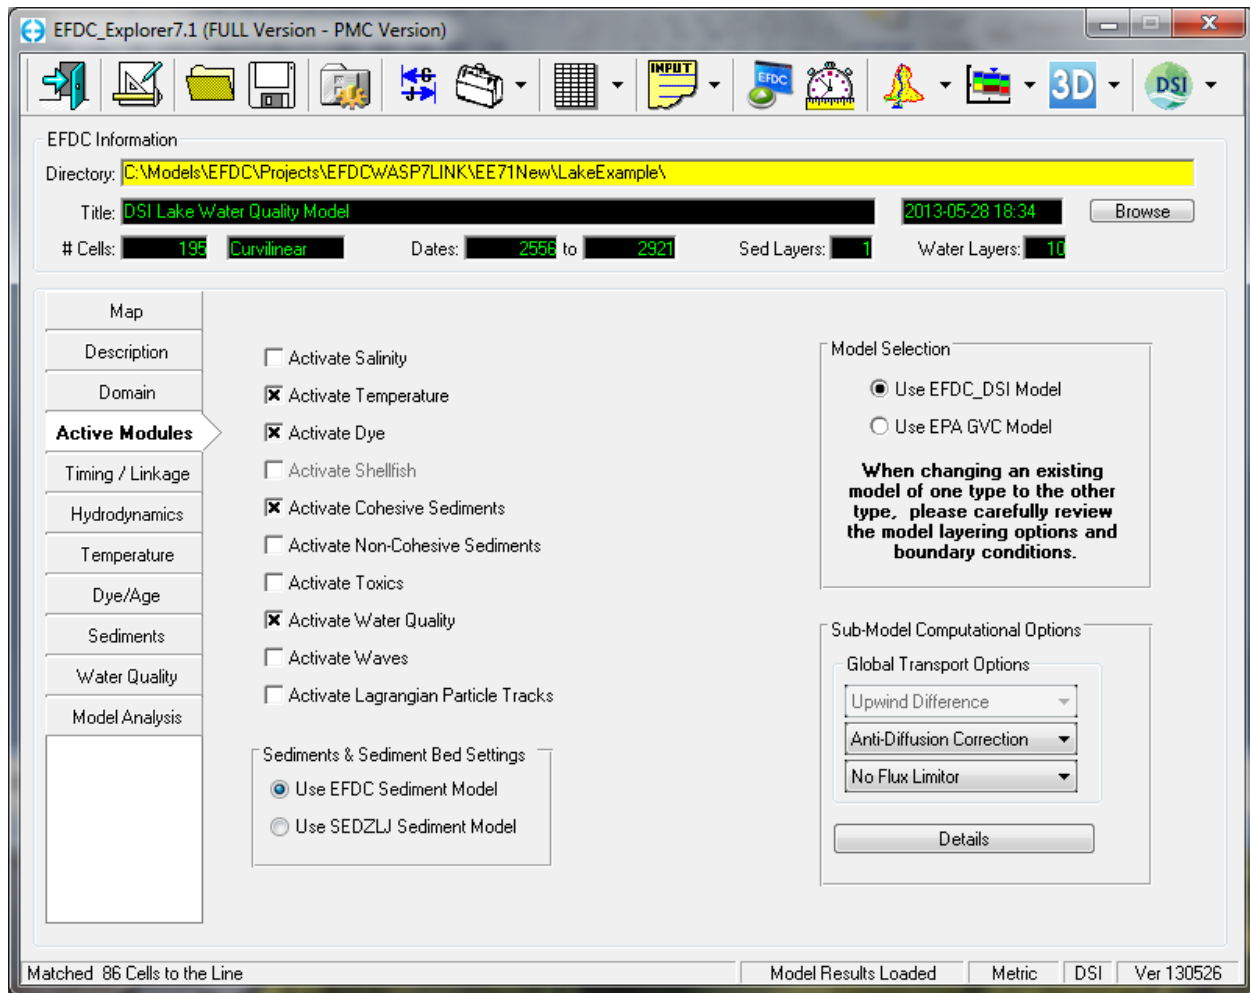 EFDC_Explorer7.1 (FULL Version - PMC Version)
INPUT
EFDC
3D
DSI
EFDC Information
Directory: C:\Models\EFDC\Projects\EFDCWASP7LINK\EE71New\LakeExample\
Title: DSI Lake Water Quality Model 2013-05-28 18:34 Browse
# Cells: 195 Curvilinear Dates: 2556 to 2921 Sed Layers: 1 Water Layers: 10
Map
Description
Domain
Active Modules
Timing / Linkage
Hydrodynamics
Temperature
Dye/Age
Sediments
Water Quality
Model Analysis
Activate Salinity
Activate Temperature
Activate Dye
Activate Shellfish
Activate Cohesive Sediments
Activate Non-Cohesive Sediments
Activate Toxics
Activate Water Quality
Activate Waves
Activate Lagrangian Particle Tracks
Sediments & Sediment Bed Settings
Use EFDC Sediment Model
Use SEDZLJ Sediment Model
Model Selection
Use EFDC_DSI Model
Use EPA GVC Model
When changing an existing
model of one type to the other
type, please carefully review
the model layering options and
boundary conditions.
Sub-Model Computational Options
Global Transport Options
Upwind Difference
Anti-Diffusion Correction
No Flux Limitor
Details
Matched 86 Cells to the Line Model Results Loaded Metric DSI Ver 130526